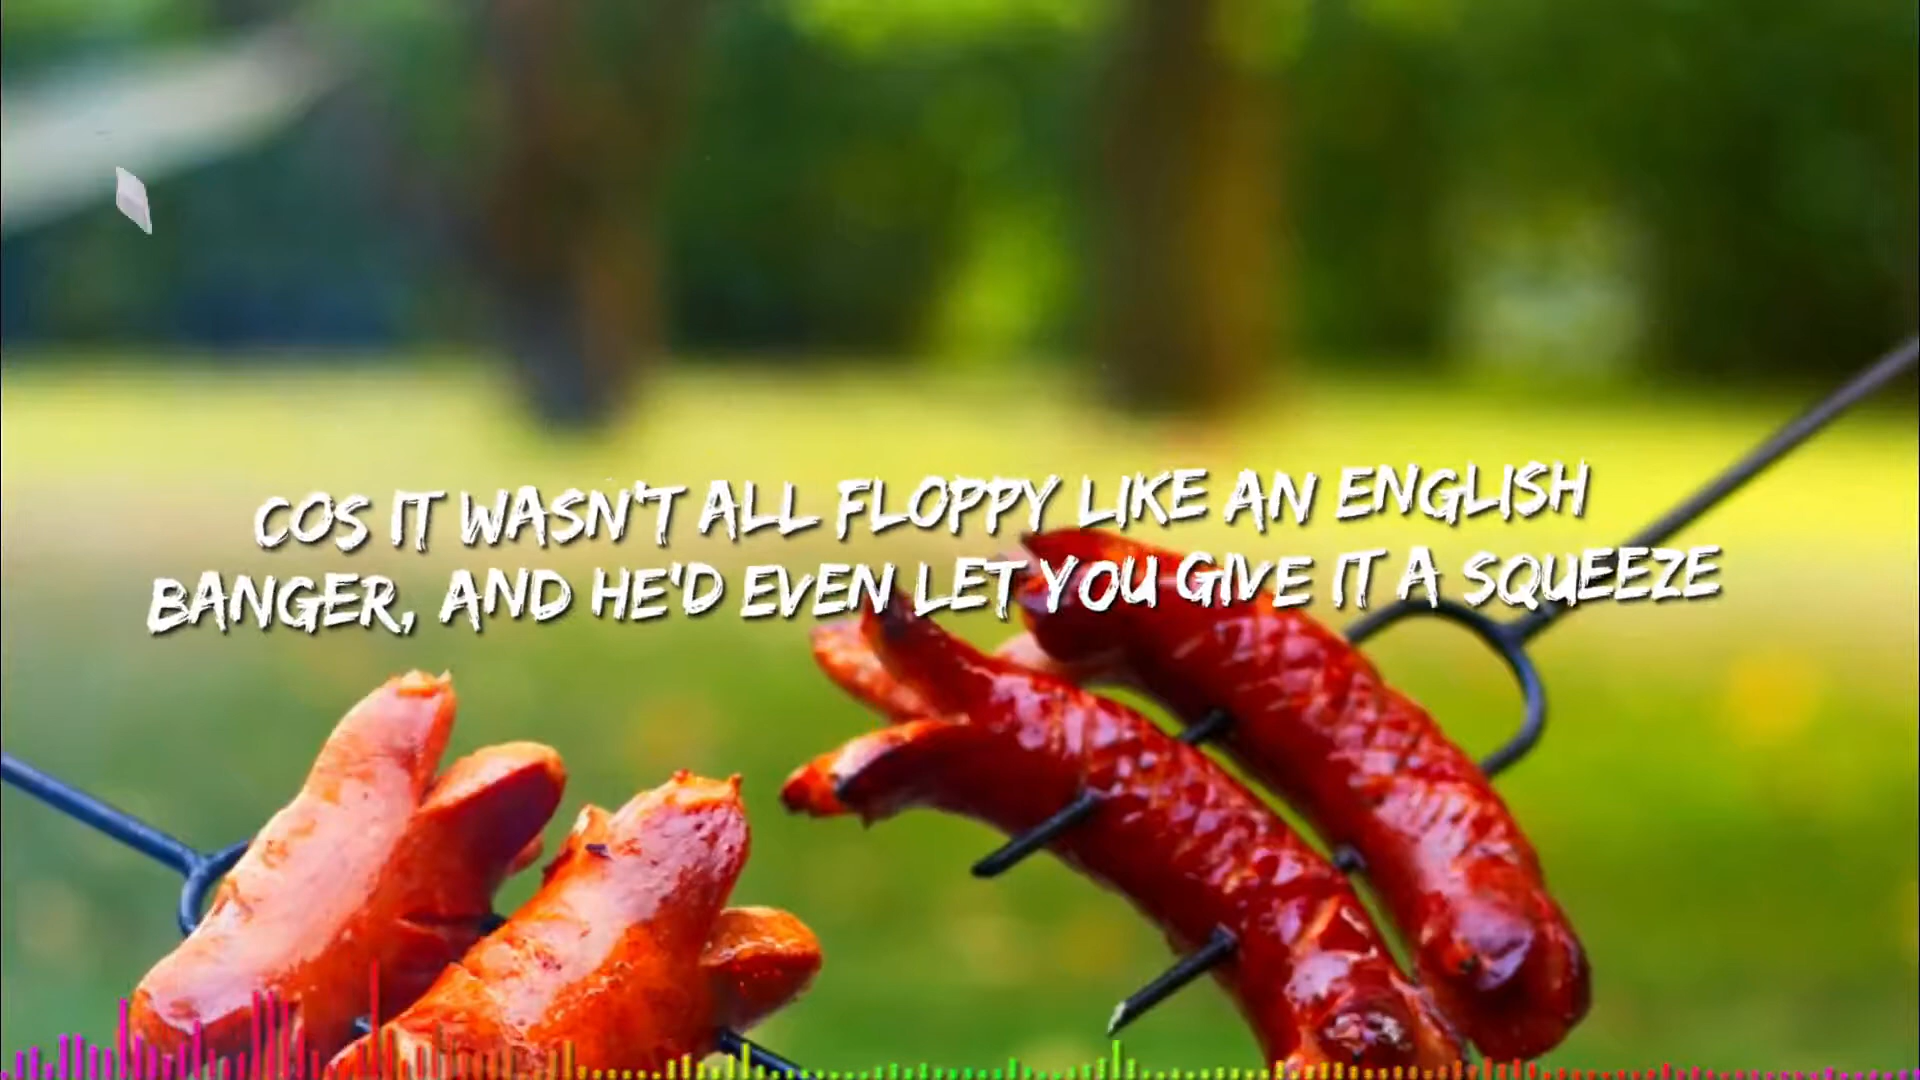 COS IT WASN'T ALL FLOPPY LIKE AN ENGLISH
BANGER, AND HE'D EVEN LET YOU GIVE IT A SQUEEZE